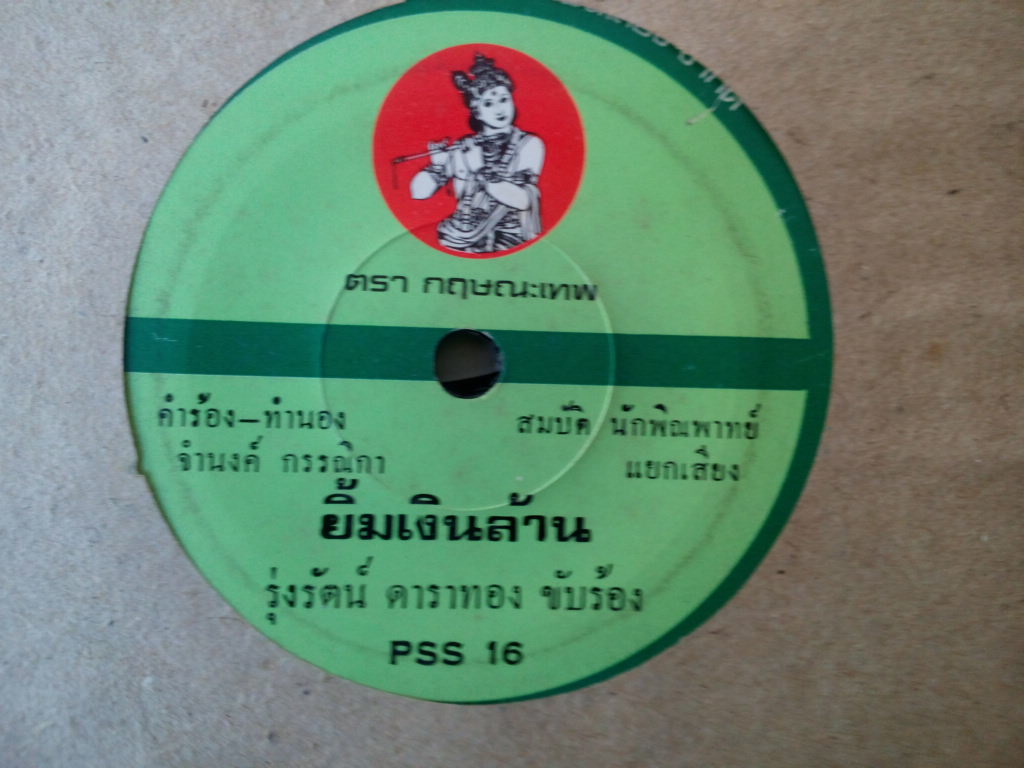 ตรา กฤษณะเทพ
คำร้อง-ทำนอง
จำนงค์ กรรณิกา
สมบัติ นักพิณพาทย์
แยกเสียง
ยิ้มเงินล้าน
รุ่งรัตน์ ดาราทอง ขับร้อง
PSS 16